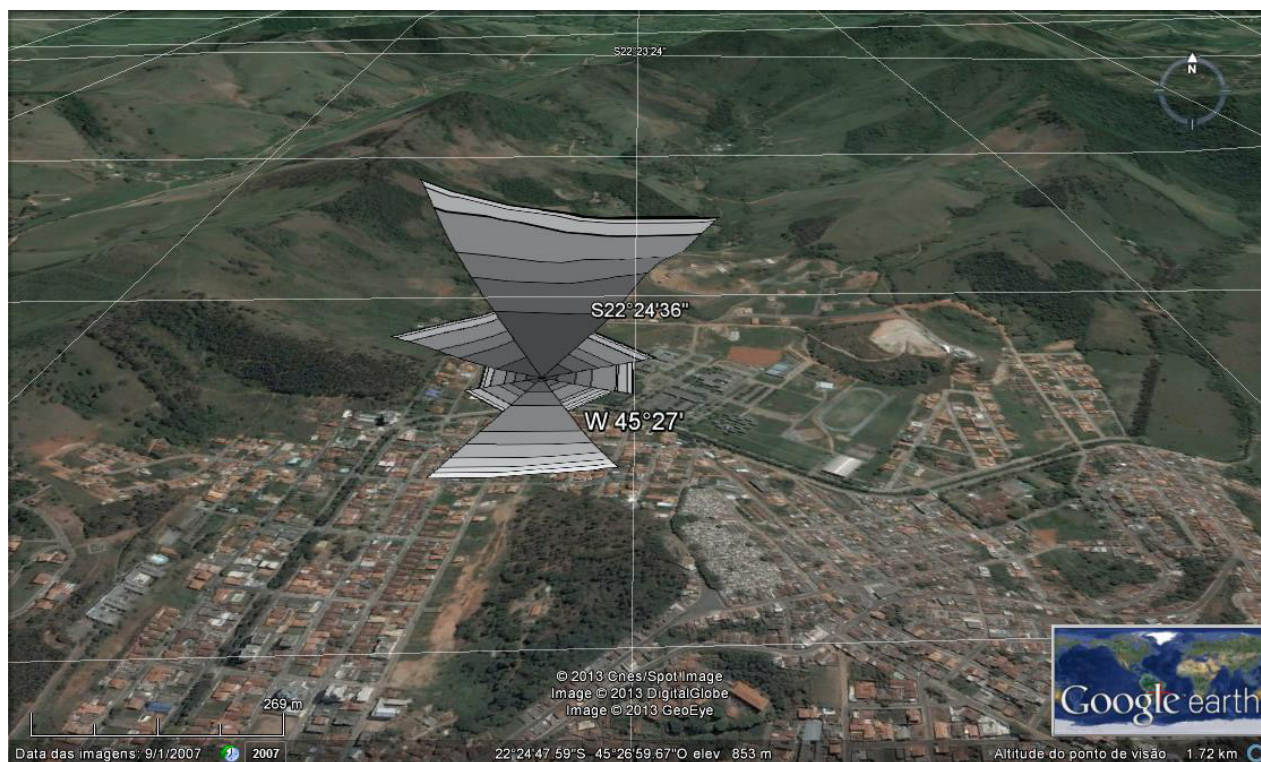 S22°23'24"
N
S22°24'36"
W 45°27'
© 2013 Cnes/Spot Image
Image © 2013 DigitalGlobe
Image © 2013 GeoEye
Google earth
269 m
Data das imagens: 9/1/2007
2007
22°24'47.59"S 45°26'59.67"O elev 853 m
Altitude do ponto de visão 1.72 km